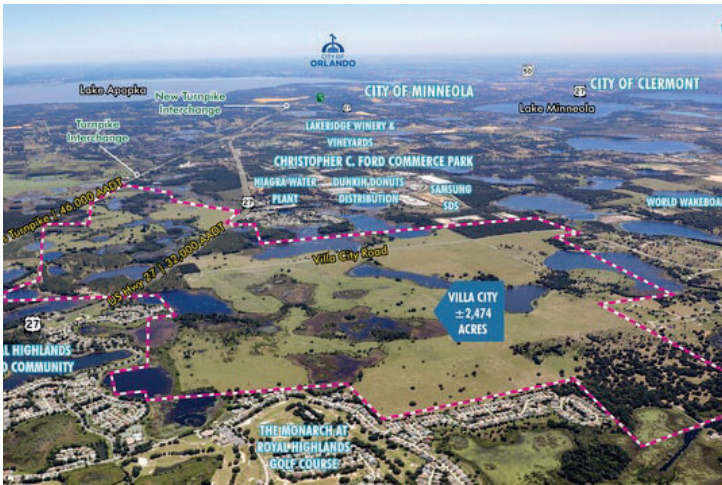 CITY OF
ORLANDO
50
Lake Apopka
New Turnpike
Interchange
CITY OF MINNEOLA
27
CITY OF CLERMONT
Lake Minneola
Turnpike
Interchange
LAKERIDGE WINERY &
VINEYARDS
CHRISTOPHER C. FORD COMMERCE PARK
NIAGRA WATER
PLANT
DUNKIN DONUTS
DISTRIBUTION
SAMSUNG
SDS
27
WORLD WAKEBOA
Turnpike | 46,000 AADT
US Hwy 27 | 32,000 AADT
Villa City Road
VILLA CITY
±2,474
ACRES
27
AL HIGHLANDS
D COMMUNITY
THE MONARCH AT
ROYAL HIGHLANDS
GOLF COURSE